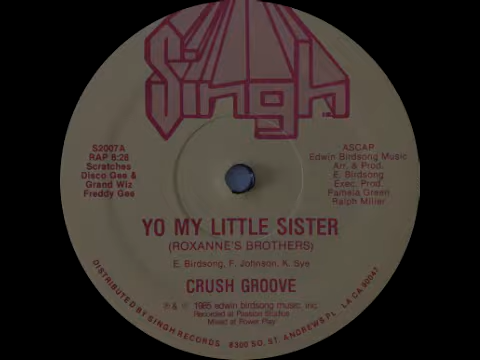 Singh
S2007A
RAP 8:28
Scratches
Disco Gee &
Grand Wiz
Freddy Gee
ASCAP
Edwin Birdsong Music
Arr. & Prod.
E. Birdsong
Exec. Prod.
Pamela Green
Ralph Miller
YO MY LITTLE SISTER
(ROXANNE'S BROTHERS)
E. Birdsong, F. Johnson, K. Sye
CRUSH GROOVE
℗ & © 1985 edwin birdsong music, inc.
Recorded at Passion Studios
Mixed at Power Play
DISTRIBUTED BY SINGH RECORDS 8300 SO. ST. ANDREWS PL. LA CA 90047